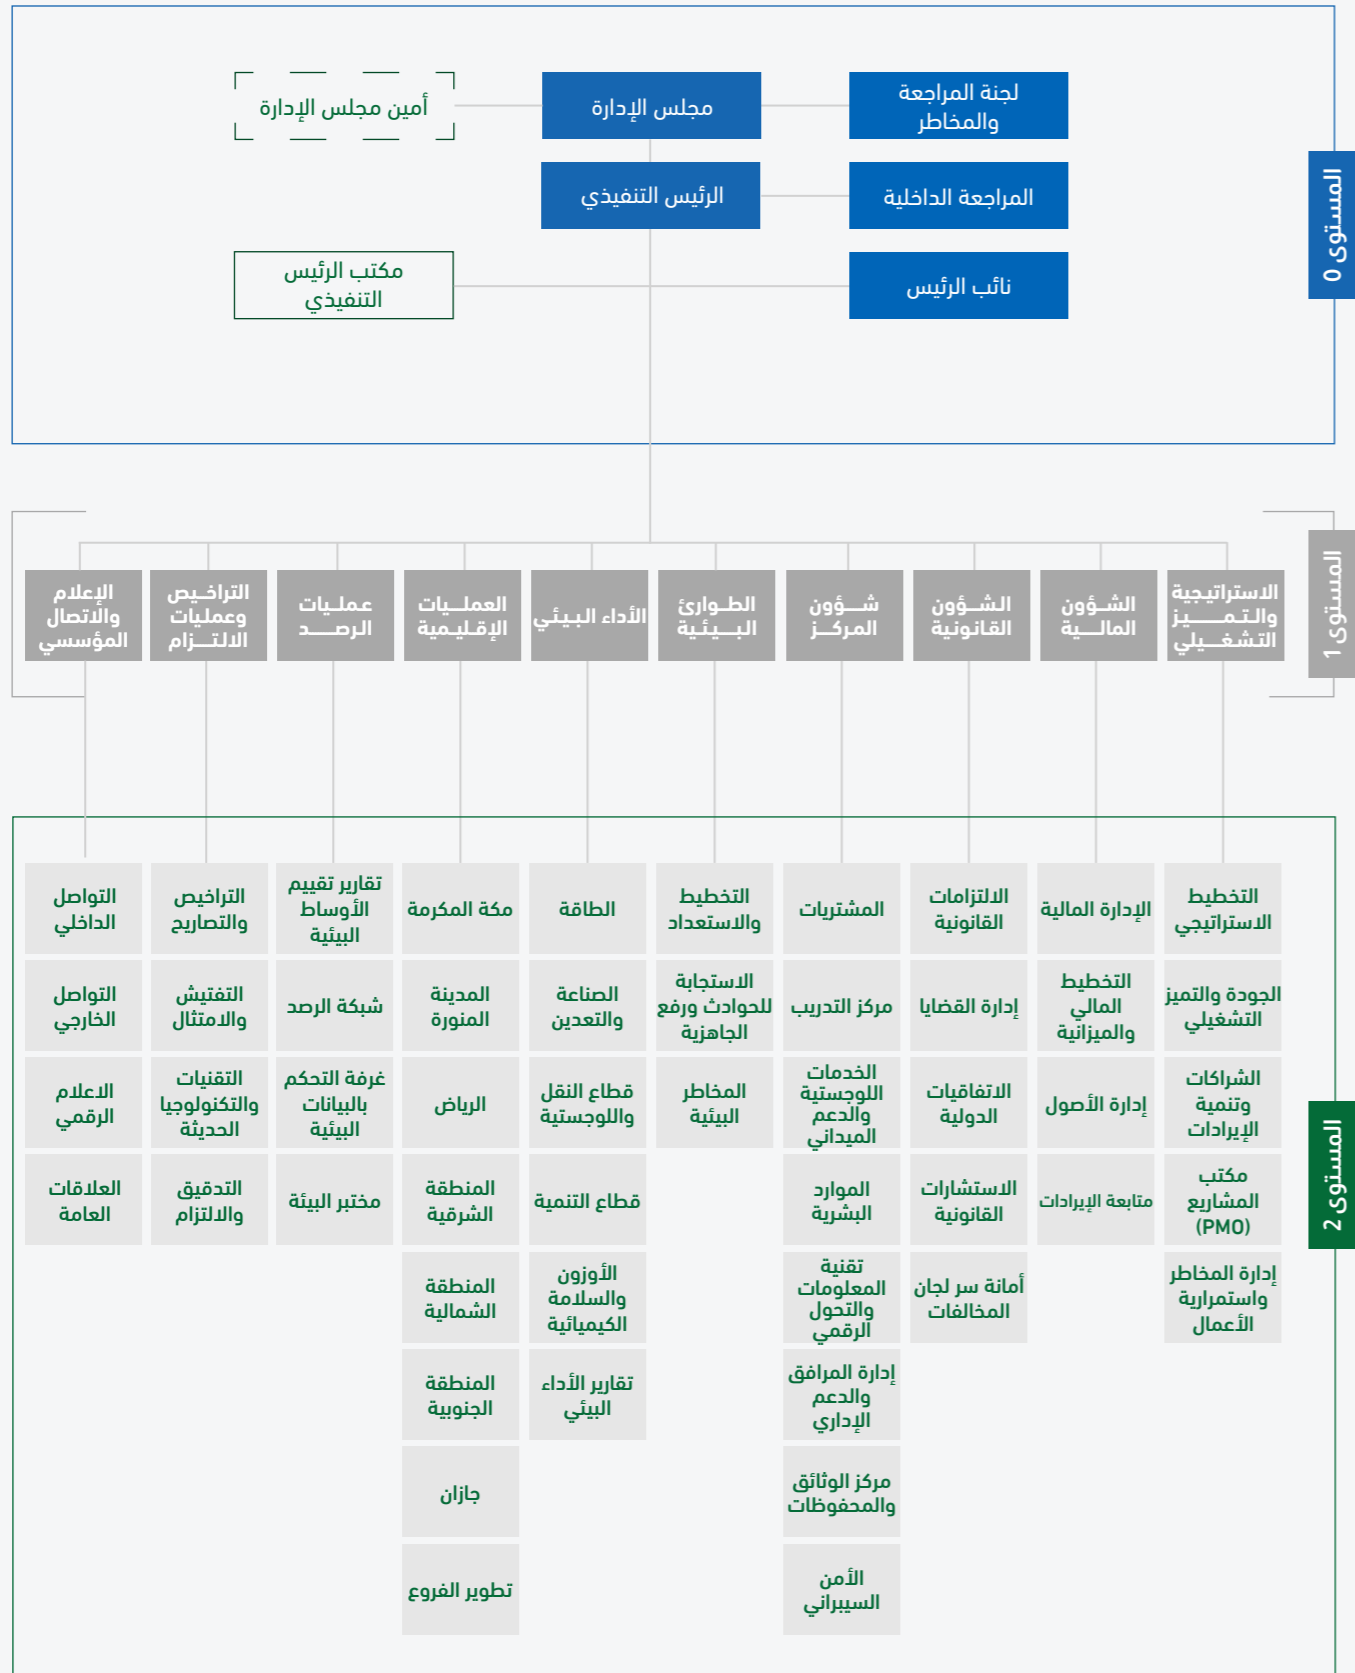 لجنة المراجعة
والمخاطر
مجلس الإدارة
أمين مجلس الإدارة
المراجعة الداخلية
الرئيس التنفيذي
نائب الرئيس
مكتب الرئيس
التنفيذي
المستوى 0
المستوى 1
الاستراتيجية
والتميز
التشغيلي
الشؤون
المالية
الشؤون
القانونية
شؤون
المركز
الطوارئ
البيئية
الأداء البيئي
العمليات
الإقليمية
عمليات
الرصد
التراخيص
وعمليات
الالتزام
الإعلام
والاتصال
المؤسسي
المستوى 2
التخطيط
الاستراتيجي
الجودة والتميز
التشغيلي
الشراكات
وتنمية
الإيرادات
مكتب
المشاريع
(PMO)
إدارة المخاطر
واستمرارية
الأعمال
الإدارة المالية
التخطيط
المالي
والميزانية
إدارة الأصول
متابعة الإيرادات
الالتزامات
القانونية
إدارة القضايا
الاتفاقيات
الدولية
الاستشارات
القانونية
أمانة سر لجان
المخالفات
المشتريات
مركز التدريب
الخدمات
اللوجستية
والدعم
الميداني
الموارد
البشرية
تقنية
المعلومات
والتحول
الرقمي
إدارة المرافق
والدعم
الإداري
مركز الوثائق
والمحفوظات
الأمن
السيبراني
التخطيط
والاستعداد
الاستجابة
للحوادث ورفع
الجاهزية
المخاطر
البيئية
الطاقة
الصناعة
والتعدين
قطاع النقل
واللوجستية
قطاع التنمية
الأوزون
والسلامة
الكيميائية
تقارير الأداء
البيئي
مكة المكرمة
المدينة
المنورة
الرياض
المنطقة
الشرقية
المنطقة
الشمالية
المنطقة
الجنوبية
جازان
تطوير الفروع
تقارير تقييم
الأوساط
البيئية
شبكة الرصد
غرفة التحكم
بالبيانات
البيئية
مختبر البيئة
التراخيص
والتصاريح
التفتيش
والامتثال
التقنيات
والتكنولوجيا
الحديثة
التدقيق
والالتزام
التواصل
الداخلي
التواصل
الخارجي
الاعلام
الرقمي
العلاقات
العامة